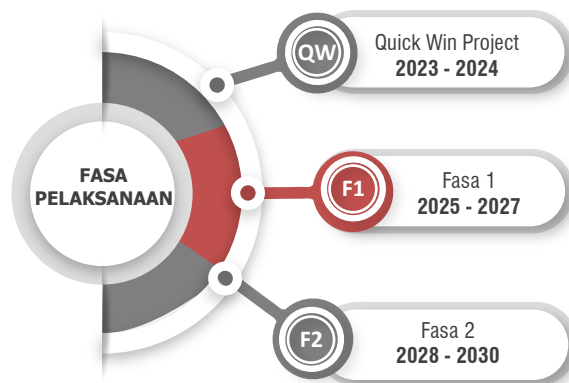 FASA
PELAKSANAAN
QW
Quick Win Project
2023 - 2024
F1
Fasa 1
2025 - 2027
F2
Fasa 2
2028 - 2030